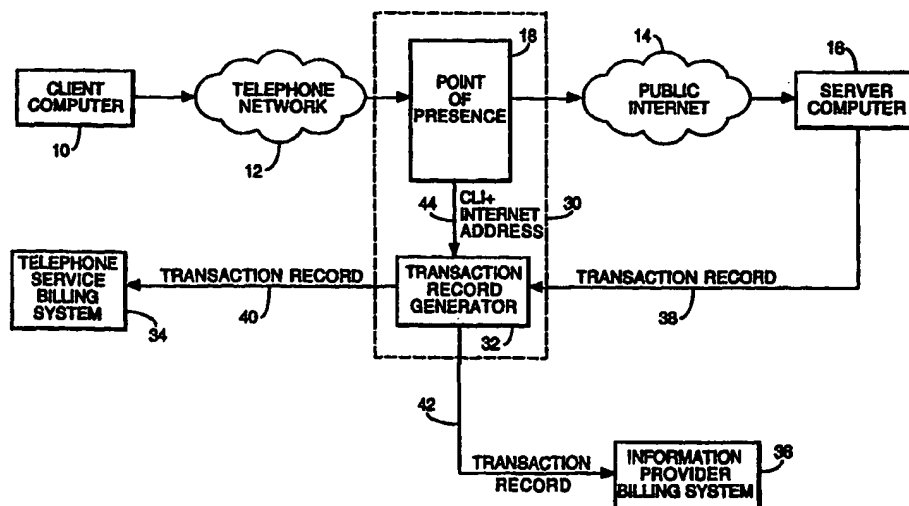 18
14
16
CLIENT
COMPUTER
TELEPHONE
NETWORK
POINT
OF
PRESENCE
PUBLIC
INTERNET
SERVER
COMPUTER
10
12
44
CLI+
INTERNET
ADDRESS
30
TELEPHONE
SERVICE
BILLING
SYSTEM
TRANSACTION RECORD
TRANSACTION
RECORD
GENERATOR
TRANSACTION RECORD
40
38
34
32
42
TRANSACTION
RECORD
INFORMATION
PROVIDER
BILLING SYSTEM
36